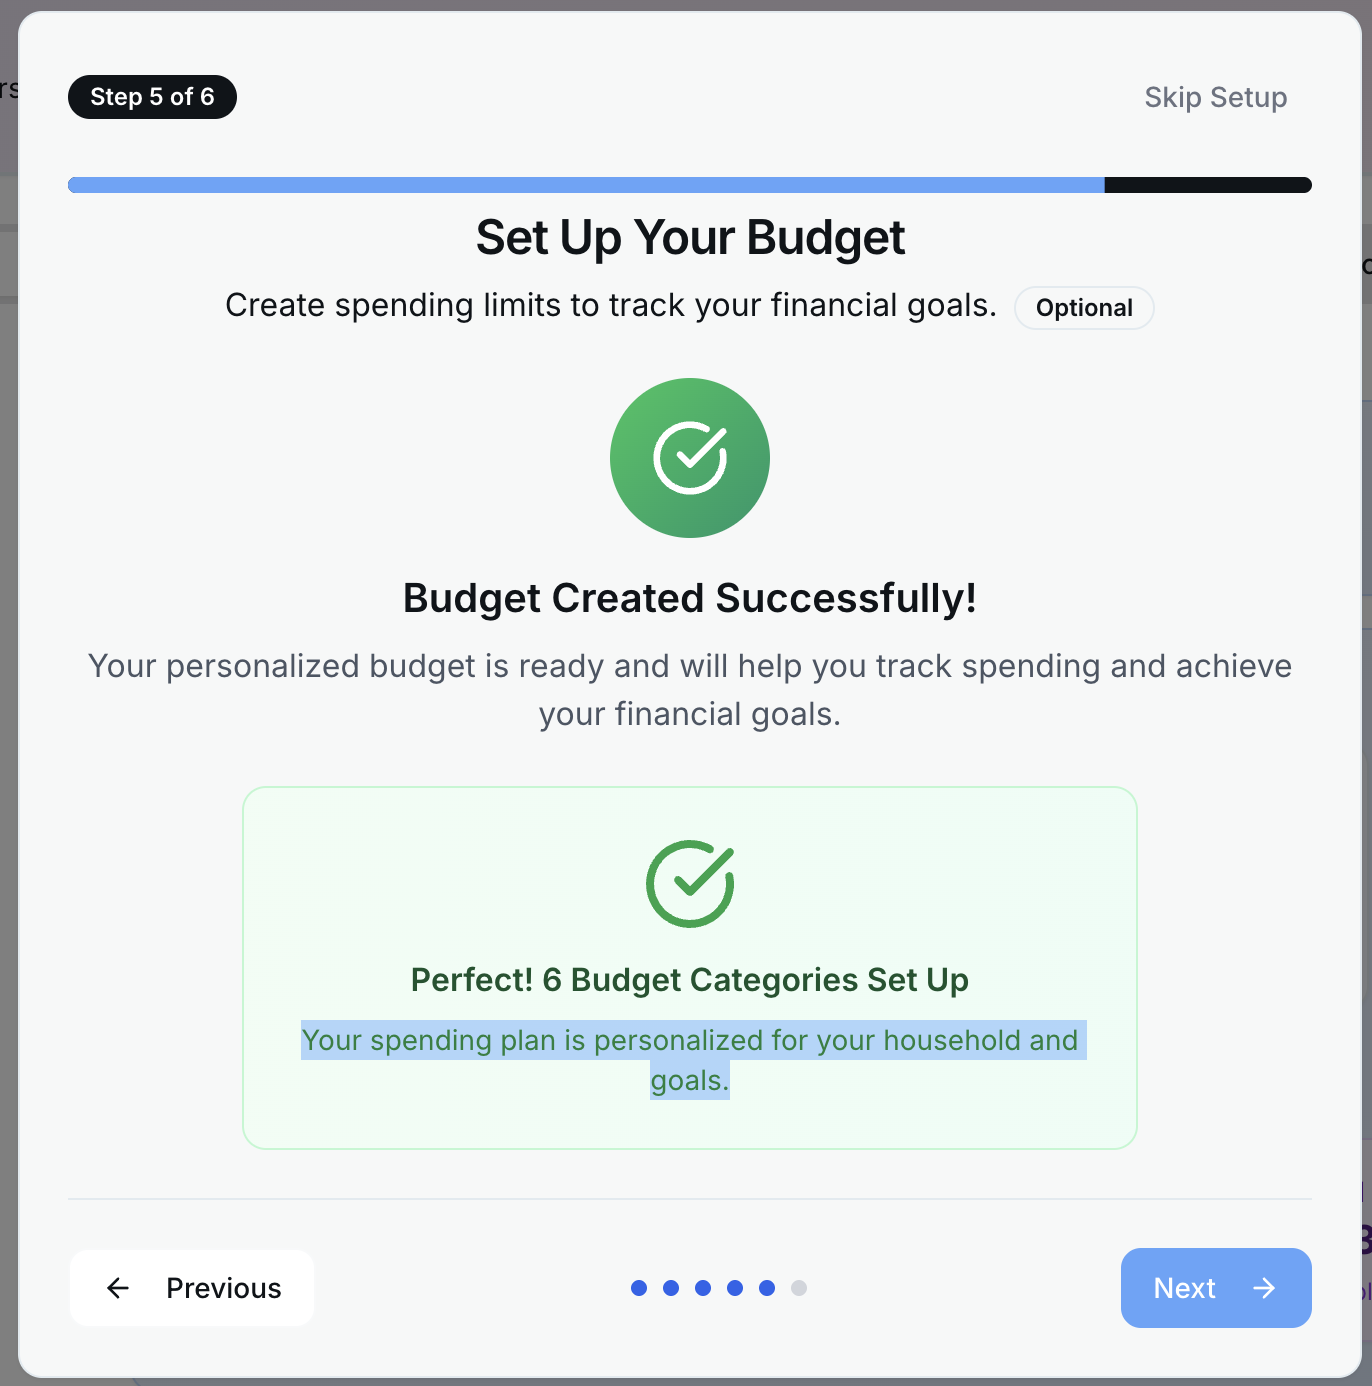 Step 5 of 6
Skip Setup
Set Up Your Budget
Create spending limits to track your financial goals.
Optional
Budget Created Successfully!
Your personalized budget is ready and will help you track spending and achieve
your financial goals.
Perfect! 6 Budget Categories Set Up
Your spending plan is personalized for your household and
goals.
Previous
Next